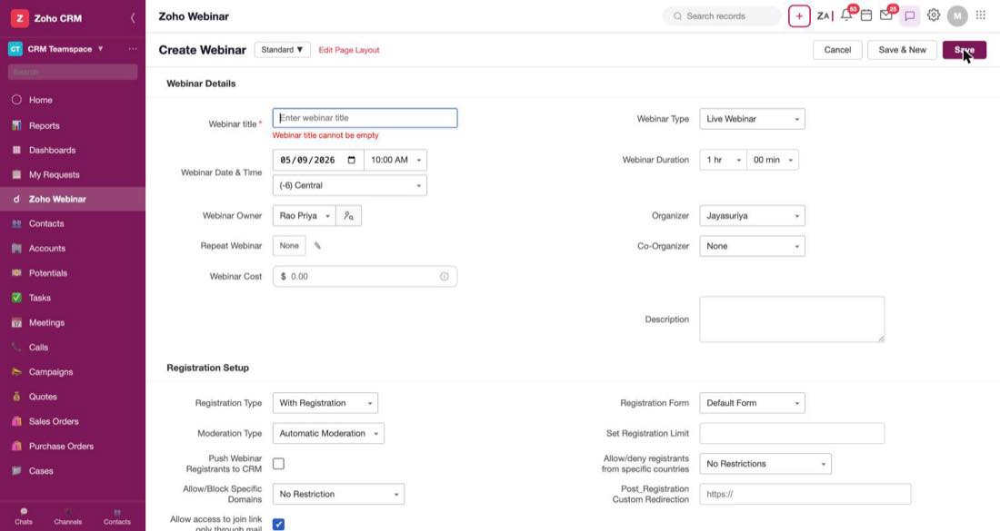 Z Zoho CRM
CT CRM Teamspace
Search
Home
Reports
Dashboards
My Requests
Zoho Webinar
Contacts
Accounts
Potentials
Tasks
Meetings
Calls
Campaigns
Quotes
Sales Orders
Purchase Orders
Cases
Chats Channels Contacts
Zoho Webinar
Search records
63
25
M
Create Webinar Standard Edit Page Layout Cancel Save & New Save
Webinar Details
Webinar title * Enter webinar title
Webinar title cannot be empty
Webinar Type Live Webinar
Webinar Date & Time 05/09/2026 10:00 AM
(-6) Central
Webinar Duration 1 hr 00 min
Webinar Owner Rao Priya
Organizer Jayasuriya
Repeat Webinar None
Co-Organizer None
Webinar Cost $ 0.00
Description
Registration Setup
Registration Type With Registration
Registration Form Default Form
Moderation Type Automatic Moderation
Set Registration Limit
Push Webinar
Registrants to CRM
Allow/deny registrants
from specific countries
No Restrictions
Allow/Block Specific
Domains
No Restriction
Post_Registration
Custom Redirection
https://
Allow access to join link
only through mail